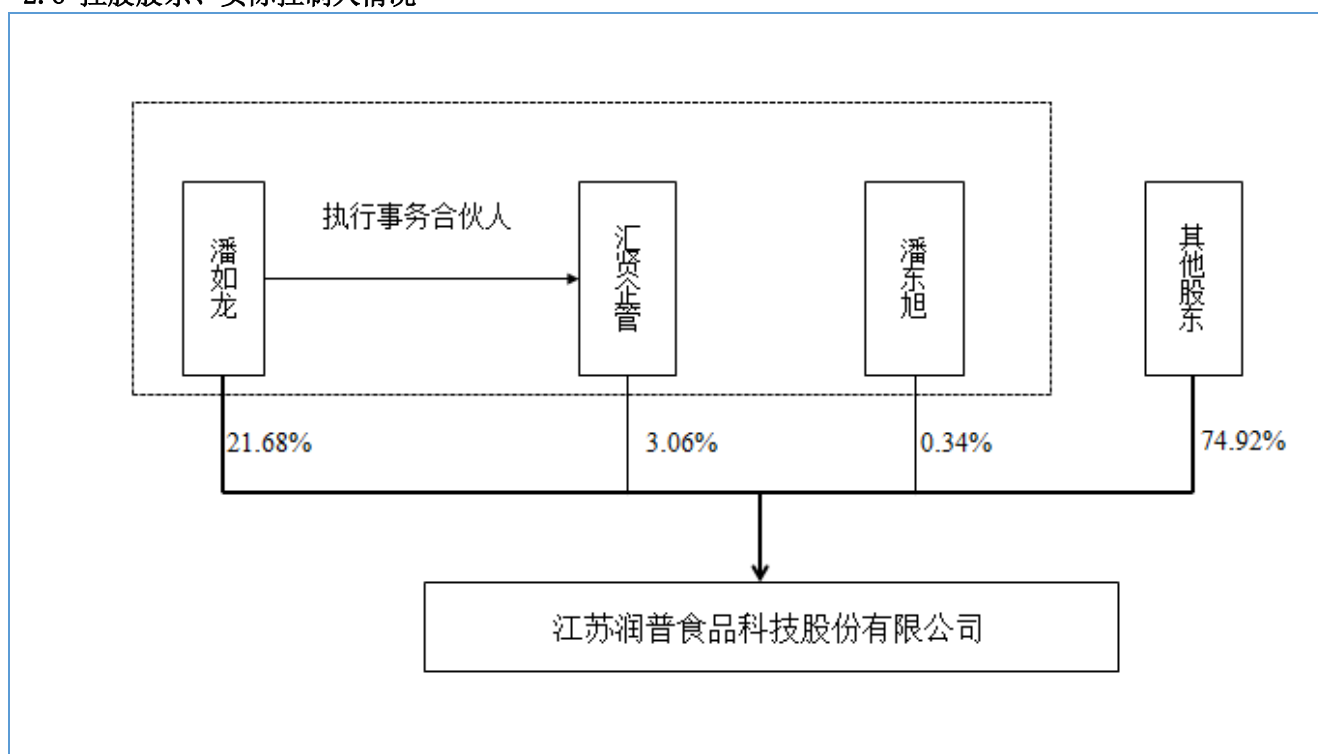 执行事务合伙人
潘如龙
汇贤企管
潘东旭
其他股东
21.68%
3.06%
0.34%
74.92%
江苏润普食品科技股份有限公司